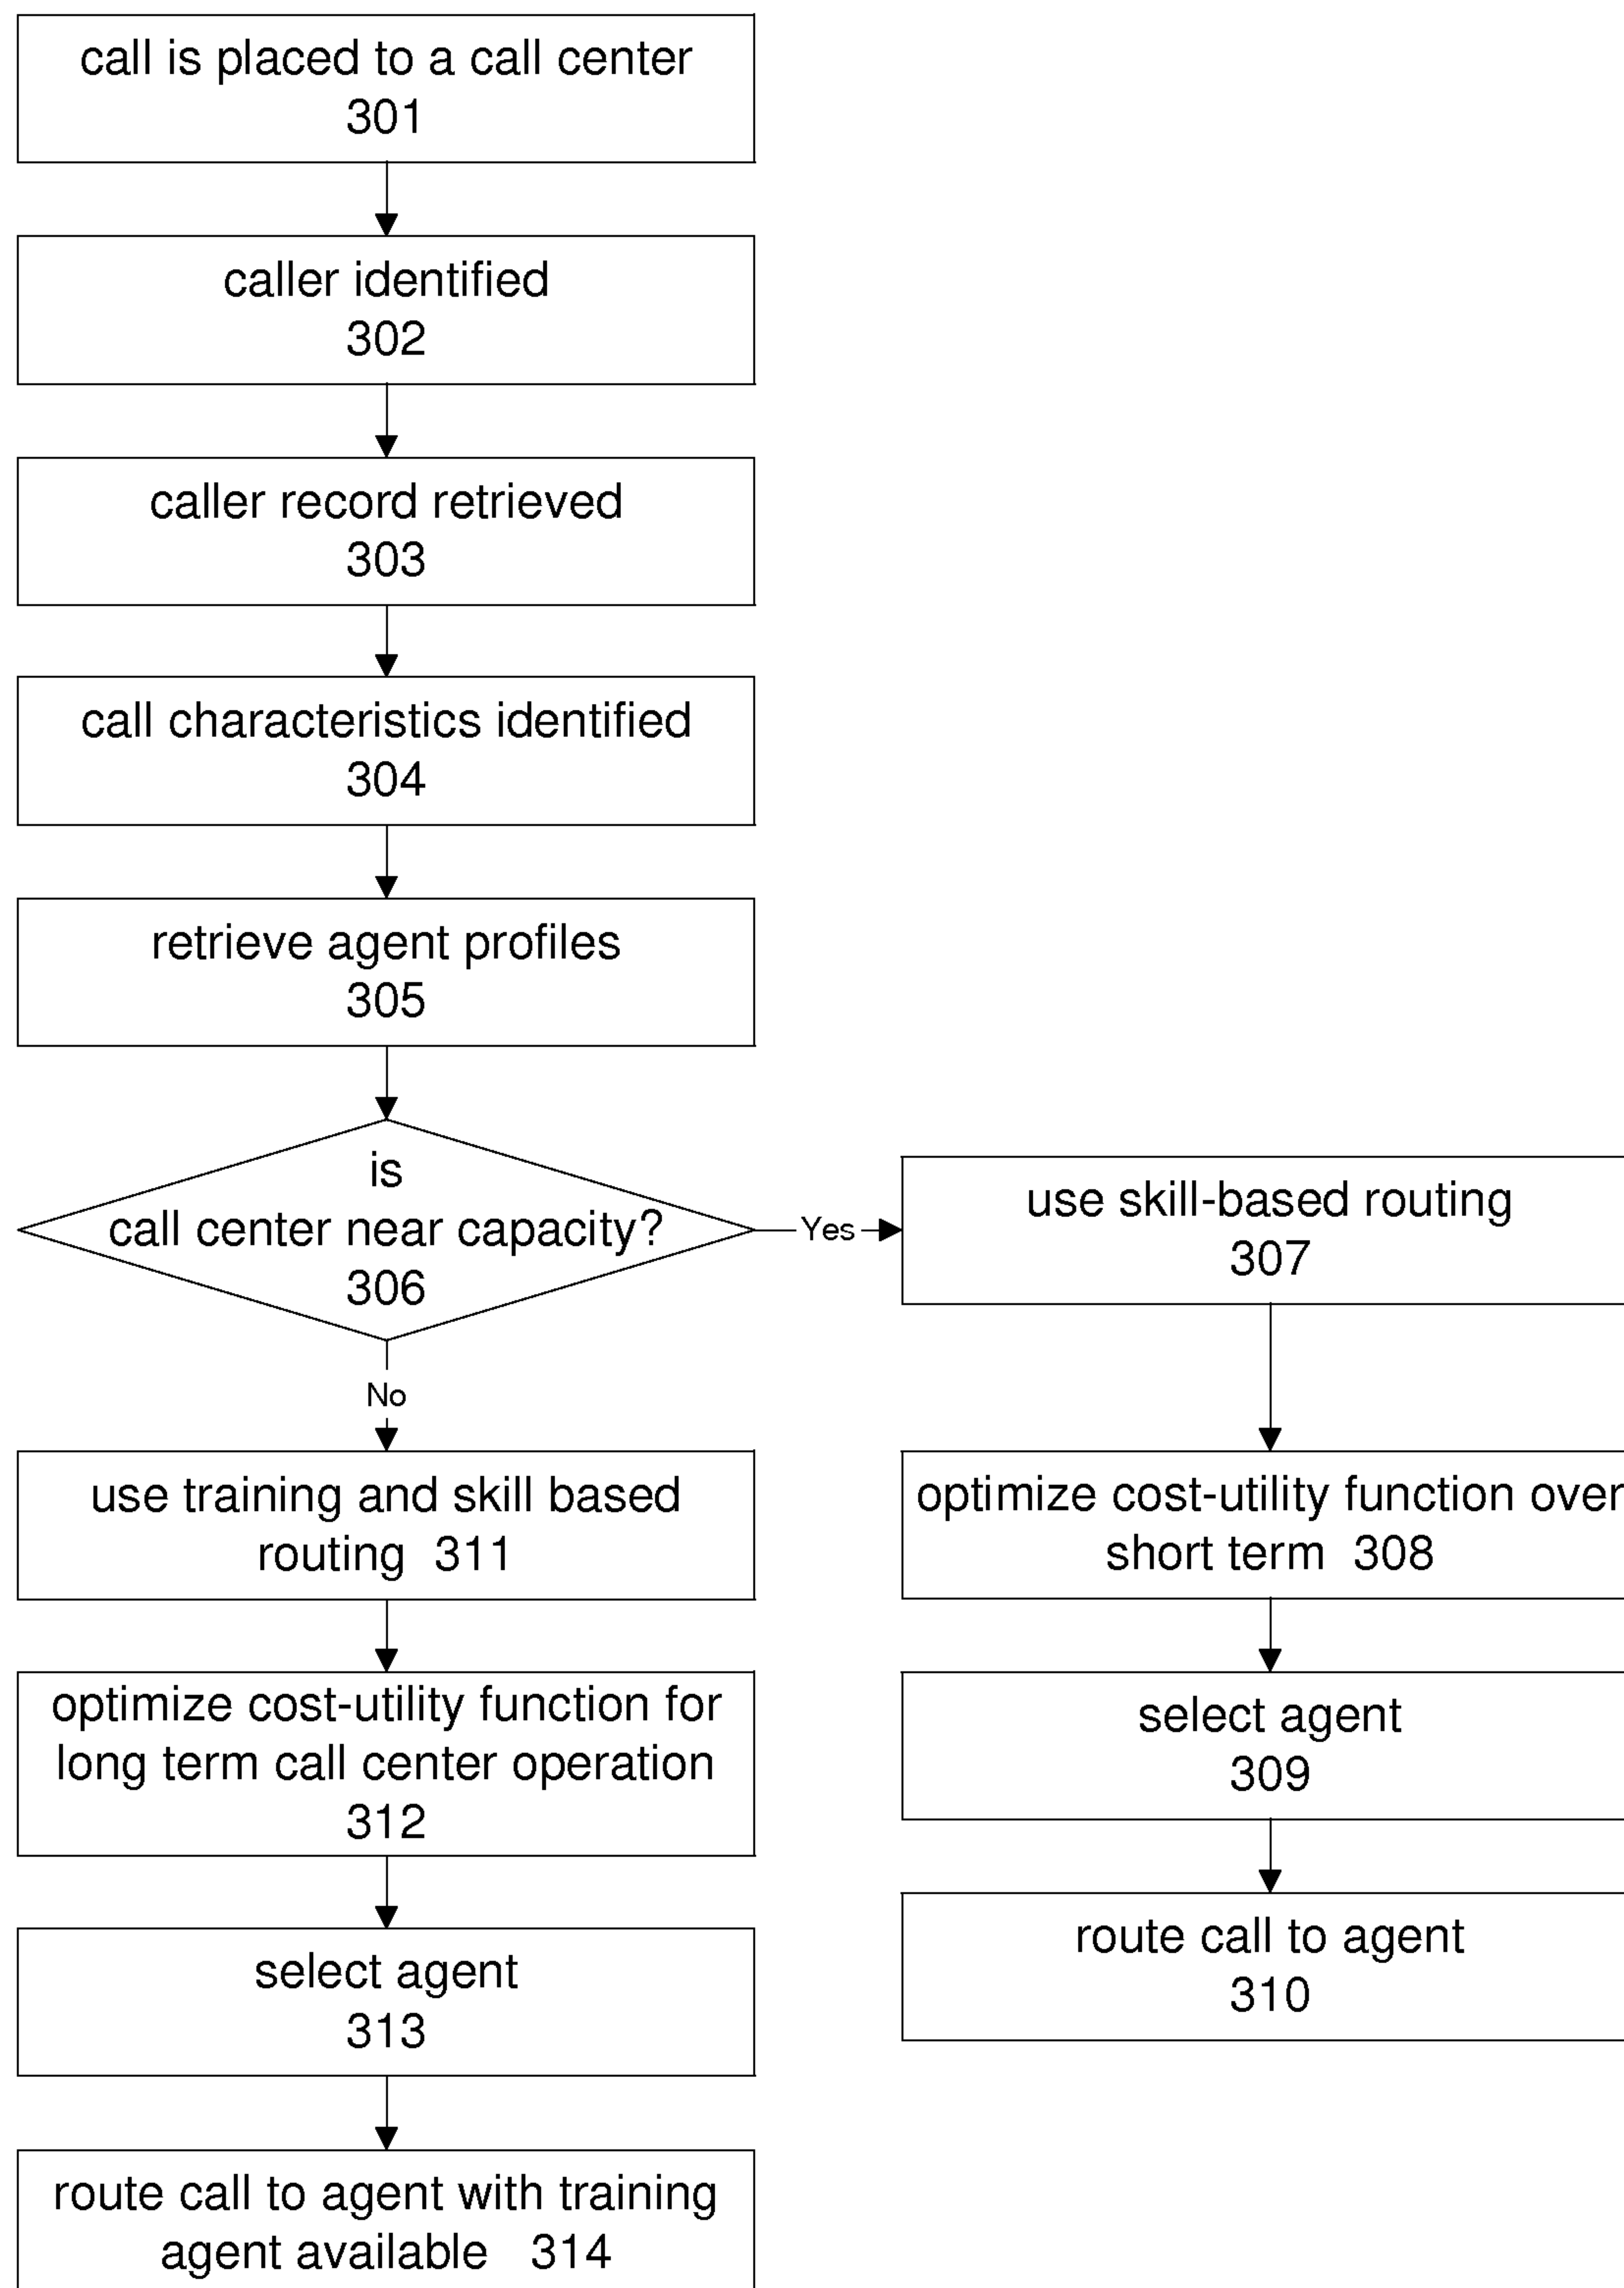 call is placed to a call center
301
caller identified
302
caller record retrieved
303
call characteristics identified
304
retrieve agent profiles
305
is
call center near capacity?
306
Yes
use skill-based routing
307
No
use training and skill based
routing 311
optimize cost-utility function over
short term 308
optimize cost-utility function for
long term call center operation
312
select agent
309
select agent
313
route call to agent
310
route call to agent with training
agent available 314